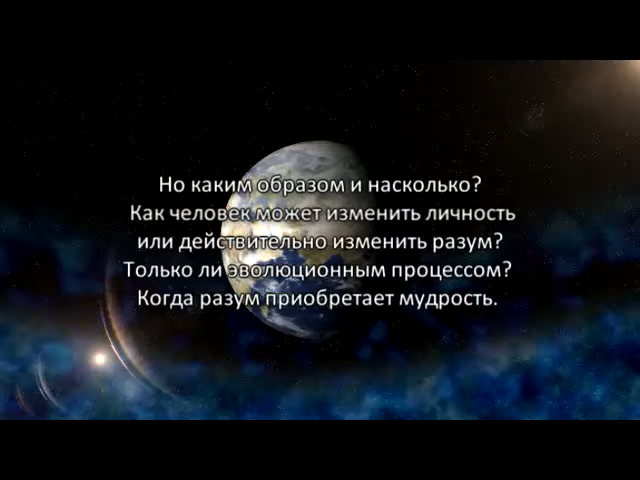 Но каким образом и насколько?
Как человек может изменить личность
или действительно изменить разум?
Только ли эволюционным процессом?
Когда разум приобретает мудрость.